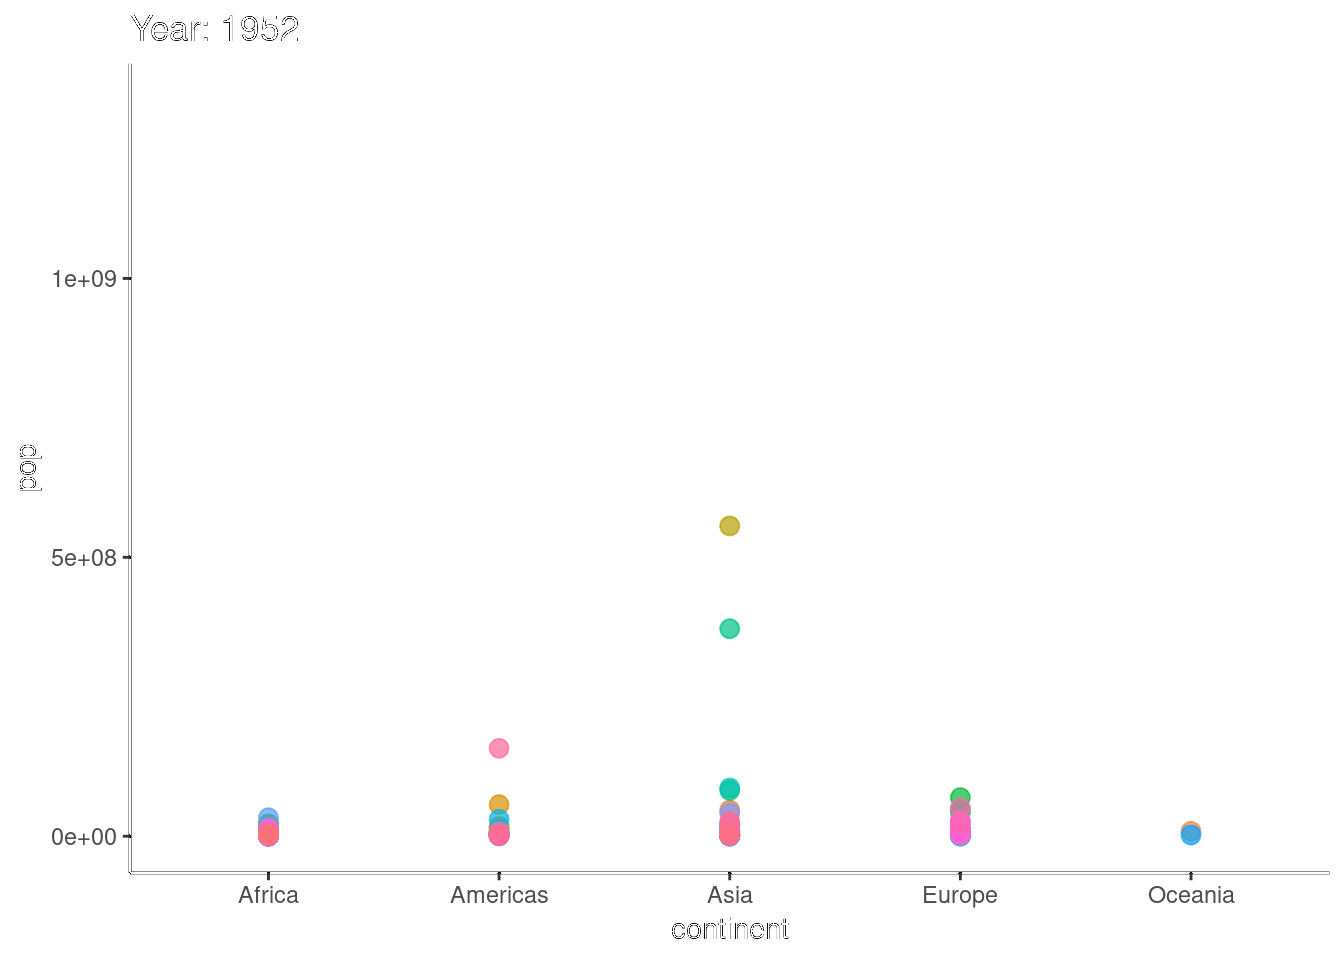 Year: 1952
1e+09
5e+08
0e+00
pop
Africa
Americas
Asia
Europe
Oceania
continent